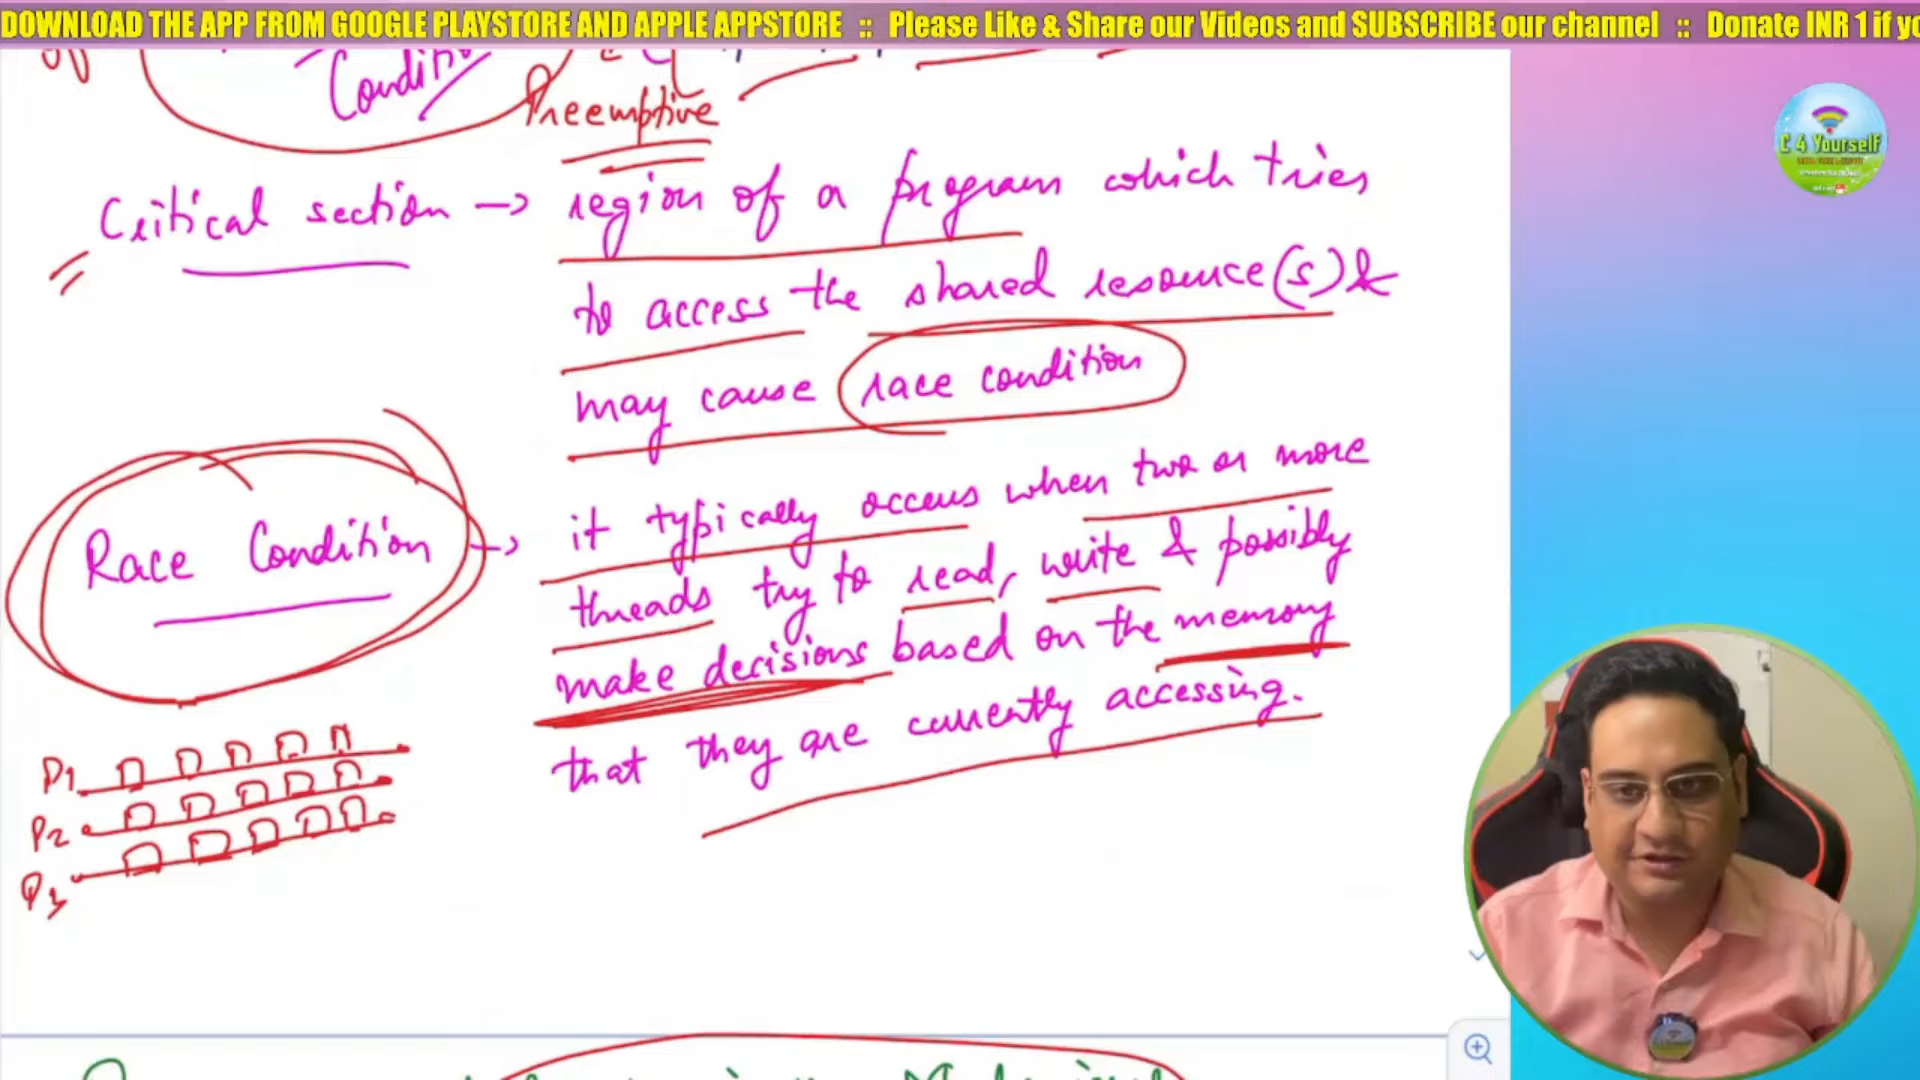 DOWNLOAD THE APP FROM GOOGLE PLAYSTORE AND APPLE APPSTORE :: Please Like & Share our Videos and SUBSCRIBE our channel :: Donate INR 1 if yo
of
Condition
Preemptive
C 4 Yourself
Critical section → region of a program which tries
to access the shared resource(s) &
may cause race condition
Race Condition → it typically occurs when two or more
threads try to read, write & possibly
make decisions based on the memory
that they are currently accessing.
P1
P2
P3